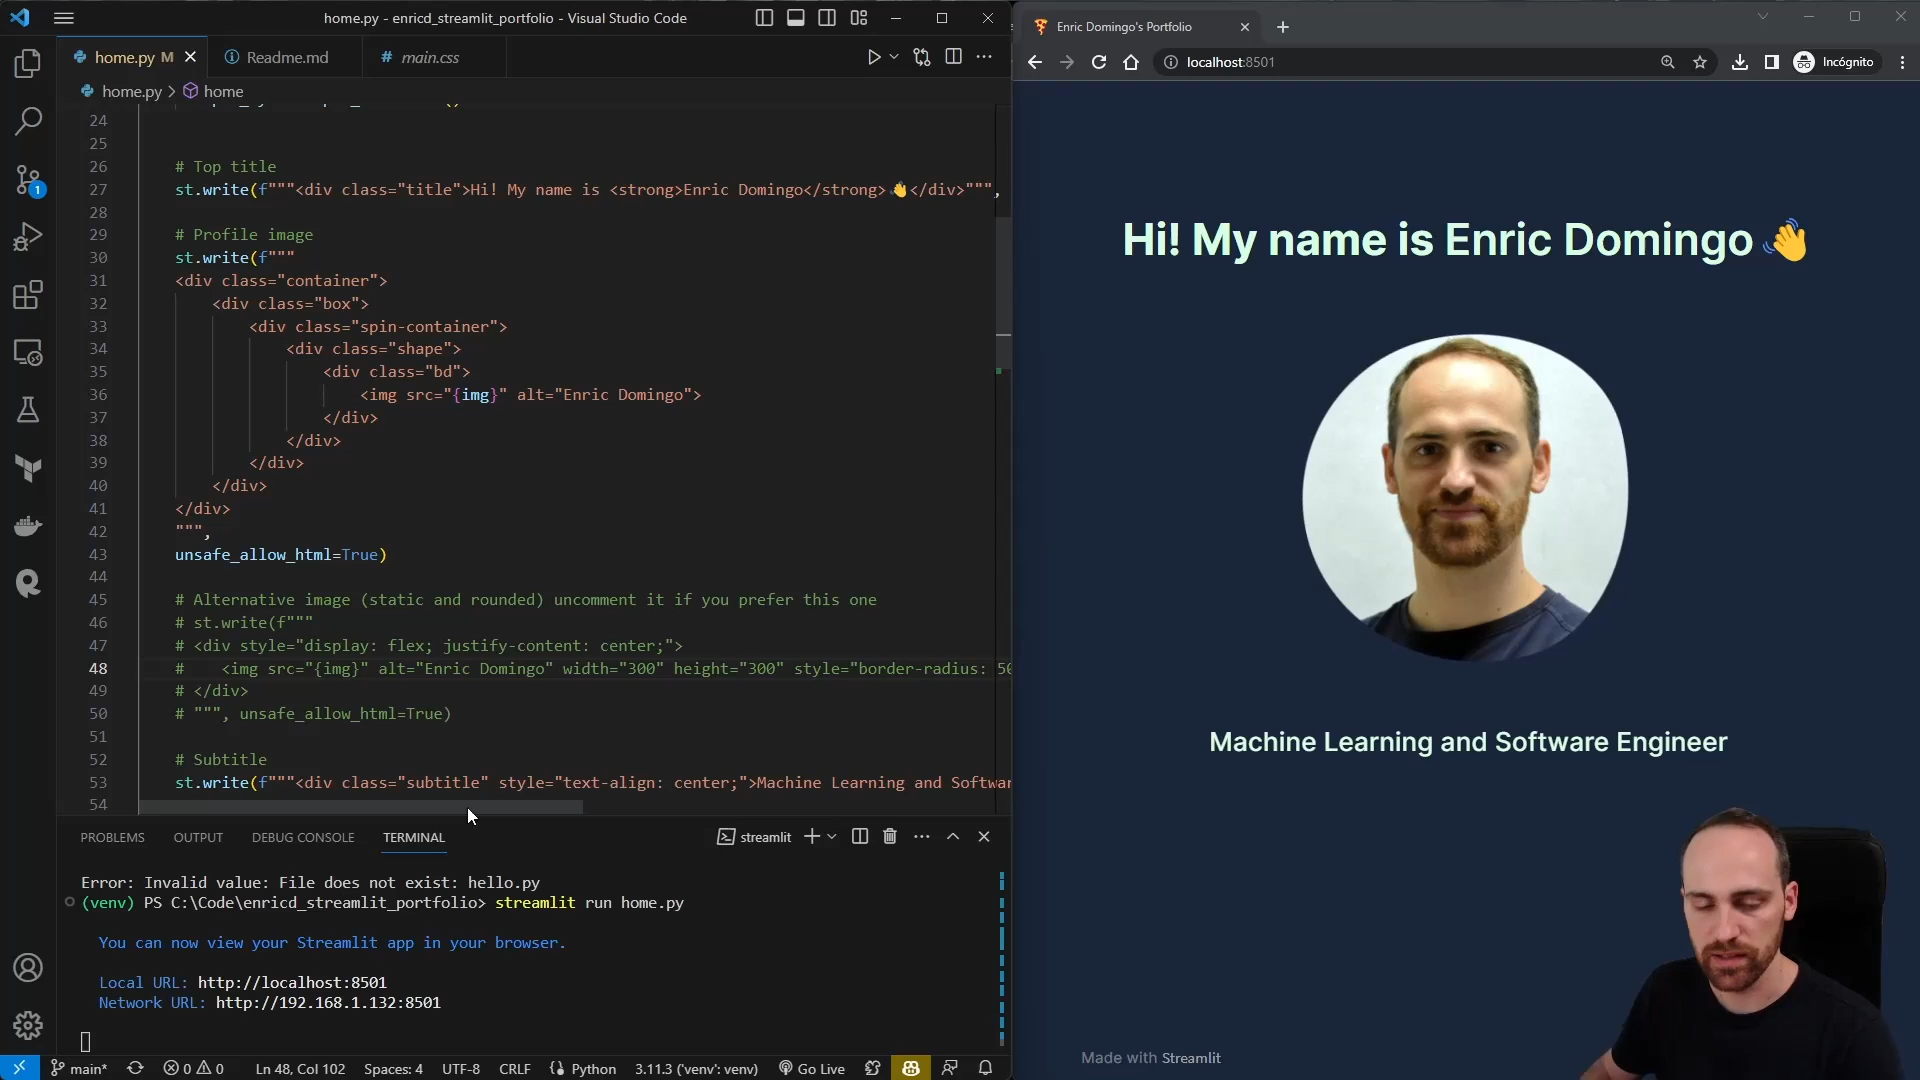 home.py - enricd_streamlit_portfolio - Visual Studio Code
home.py M
Readme.md
main.css
home.py > home
24
25
26 # Top title
27 st.write(f"""<div class="title">Hi! My name is <strong>Enric Domingo</strong>👋</div>""",
28
29 # Profile image
30 st.write(f"""
31 <div class="container">
32 <div class="box">
33 <div class="spin-container">
34 <div class="shape">
35 <div class="bd">
36 <img src="{img}" alt="Enric Domingo">
37 </div>
38 </div>
39 </div>
40 </div>
41 </div>
42 """,
43 unsafe_allow_html=True)
44
45 # Alternative image (static and rounded) uncomment it if you prefer this one
46 # st.write(f"""
47 # <div style="display: flex; justify-content: center;">
48 # <img src="{img}" alt="Enric Domingo" width="300" height="300" style="border-radius: 50
49 # </div>
50 # """, unsafe_allow_html=True)
51
52 # Subtitle
53 st.write(f"""<div class="subtitle" style="text-align: center;">Machine Learning and Softwar
54
PROBLEMS OUTPUT DEBUG CONSOLE TERMINAL streamlit
Error: Invalid value: File does not exist: hello.py
(venv) PS C:\Code\enricd_streamlit_portfolio> streamlit run home.py
You can now view your Streamlit app in your browser.
Local URL: http://localhost:8501
Network URL: http://192.168.1.132:8501
main* 0 0 Ln 48, Col 102 Spaces: 4 UTF-8 CRLF Python 3.11.3 ('venv': venv) Go Live
1
Enric Domingo's Portfolio
localhost:8501
Incógnito
Hi! My name is Enric Domingo 👋
Machine Learning and Software Engineer
Made with Streamlit